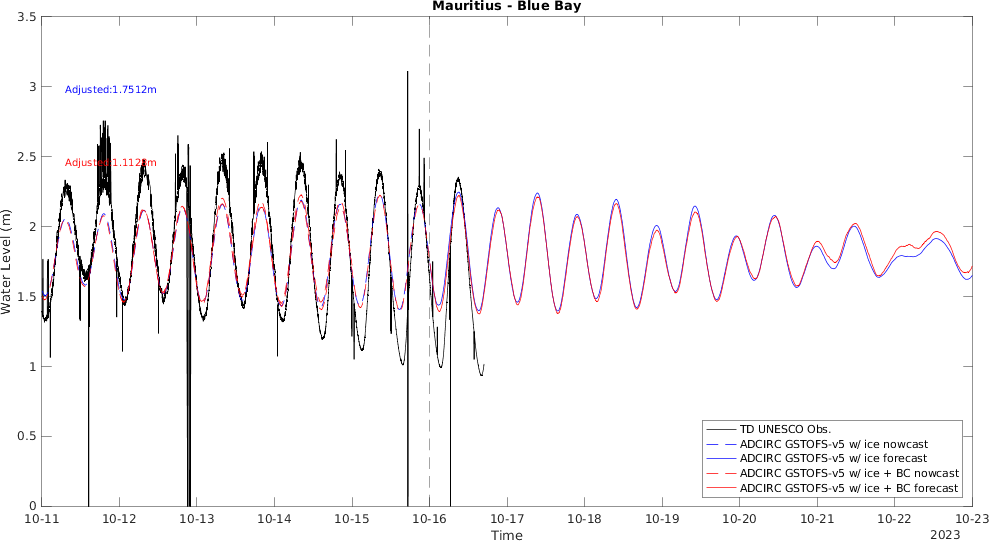 Mauritius - Blue Bay
3.5
3
2.5
2
1.5
1
0.5
0
Water Level (m)
Adjusted:1.7512m
Adjusted:1.1128m
TD UNESCO Obs.
ADCIRC GSTOFS-v5 w/ ice nowcast
ADCIRC GSTOFS-v5 w/ ice forecast
ADCIRC GSTOFS-v5 w/ ice + BC nowcast
ADCIRC GSTOFS-v5 w/ ice + BC forecast
10-11 10-12 10-13 10-14 10-15 10-16 10-17 10-18 10-19 10-20 10-21 10-22 10-23
Time
2023